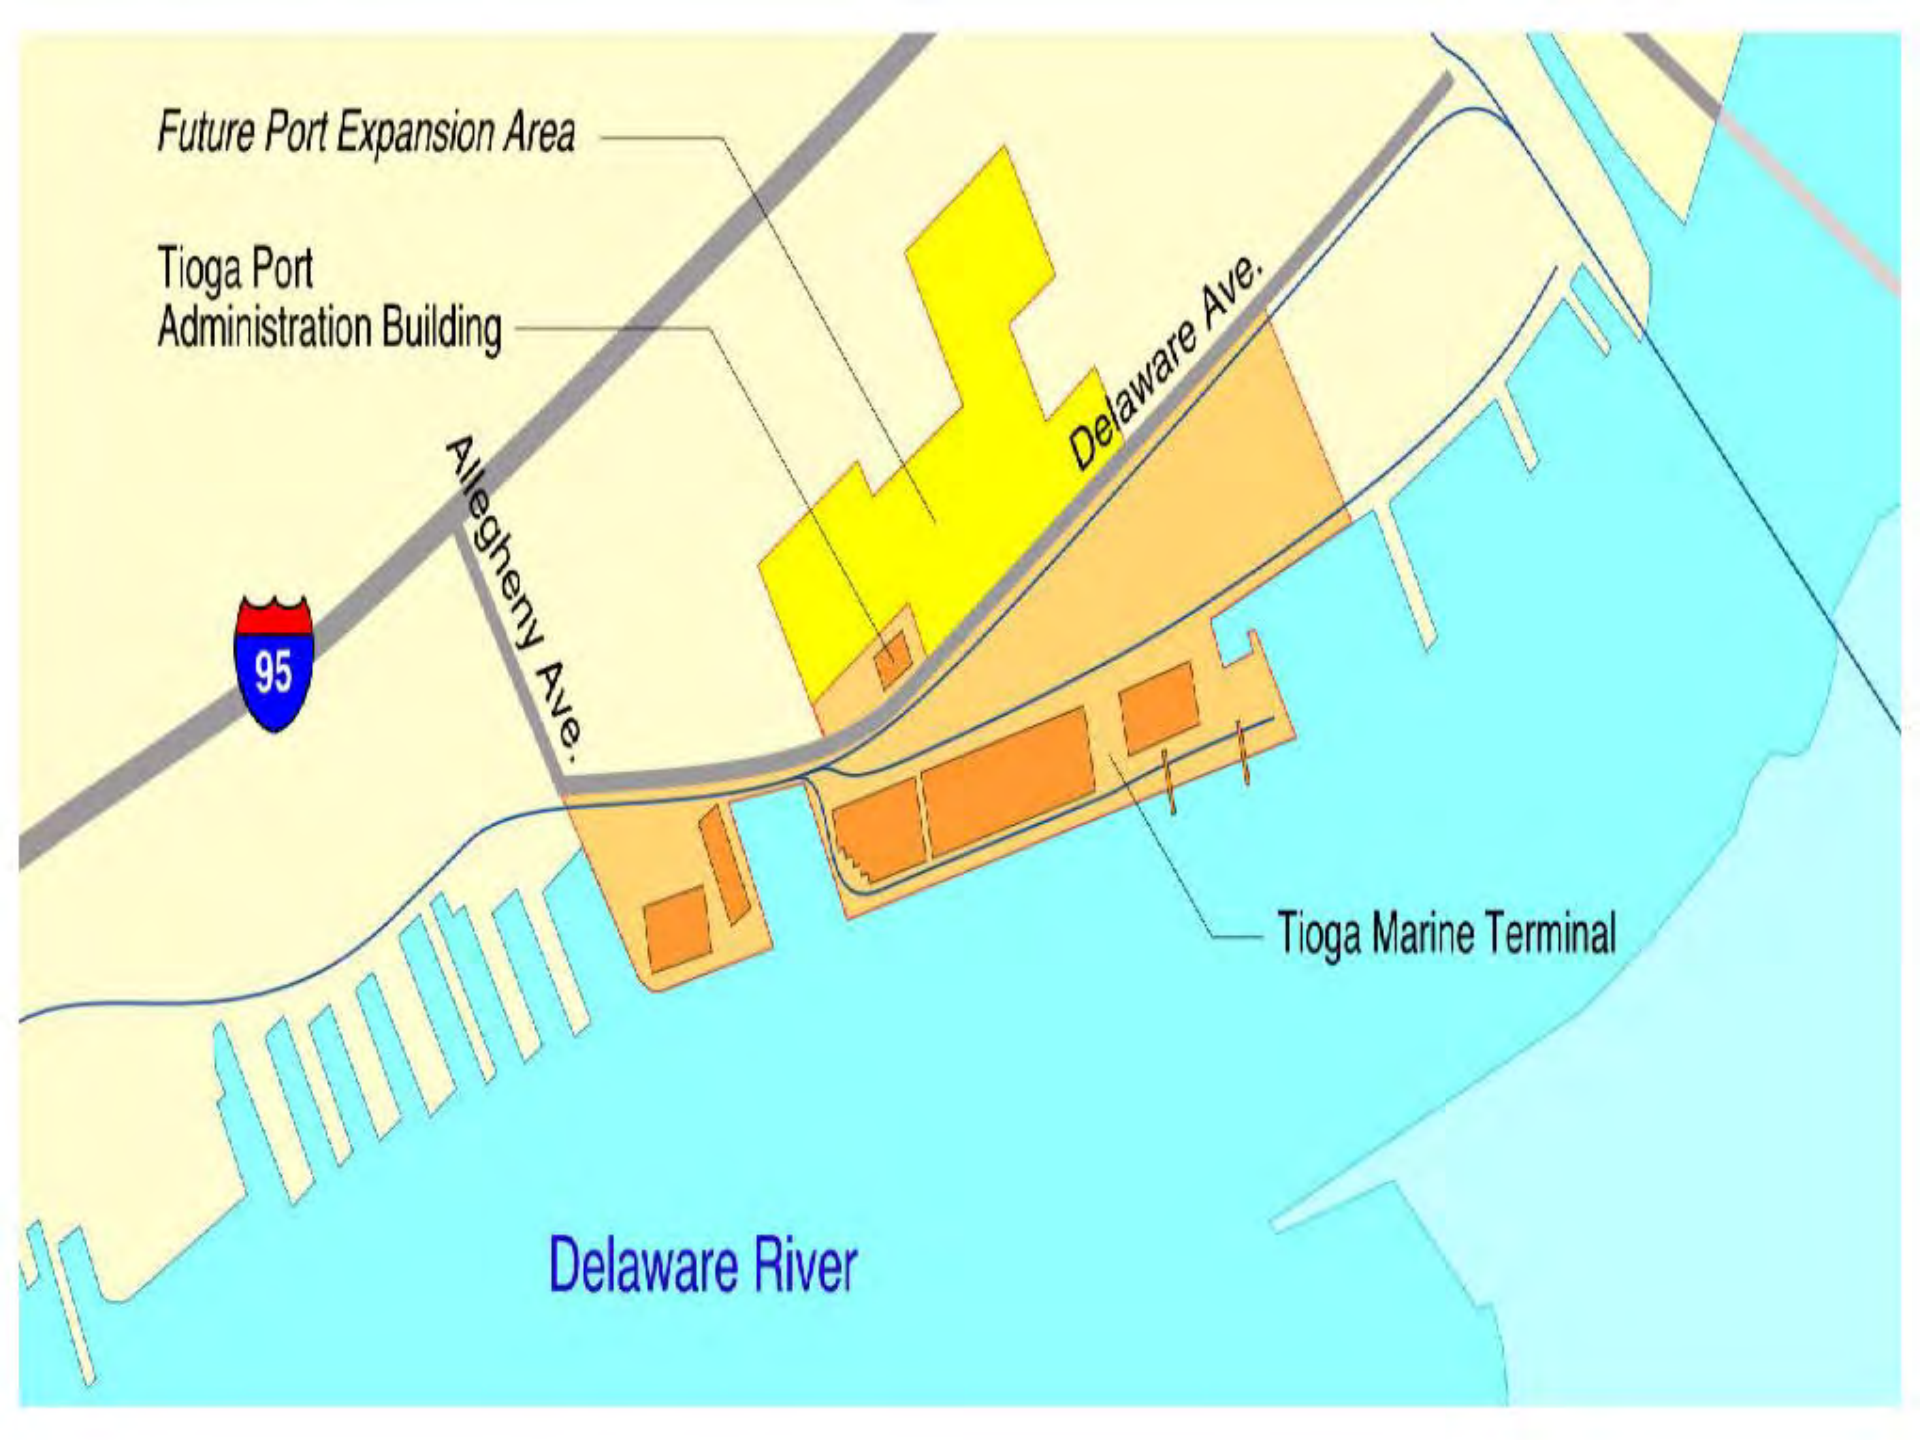 Future Port Expansion Area
Tioga Port
Administration Building
Delaware Ave.
Allegheny Ave.
95
Tioga Marine Terminal
Delaware River